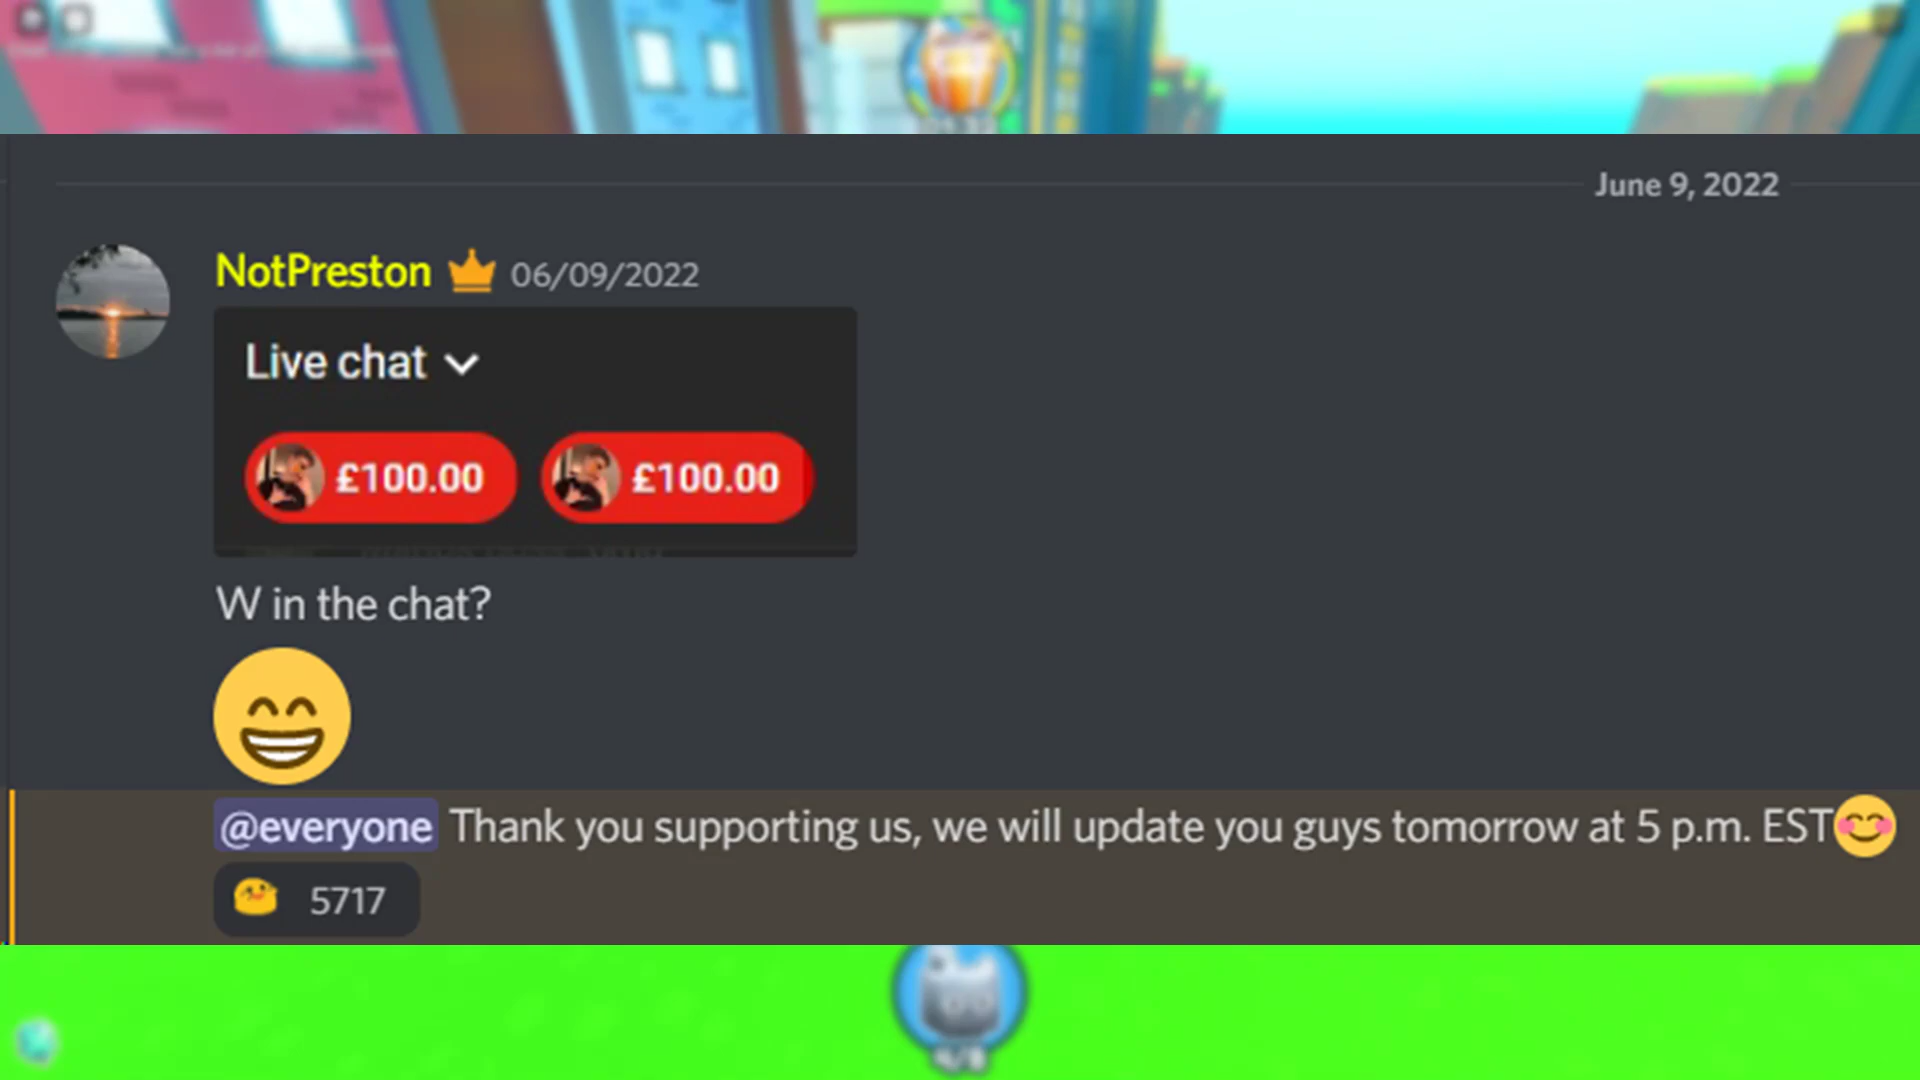 June 9, 2022
NotPreston 06/09/2022
Live chat
£100.00 £100.00
W in the chat?
@everyone Thank you supporting us, we will update you guys tomorrow at 5 p.m. EST
5717